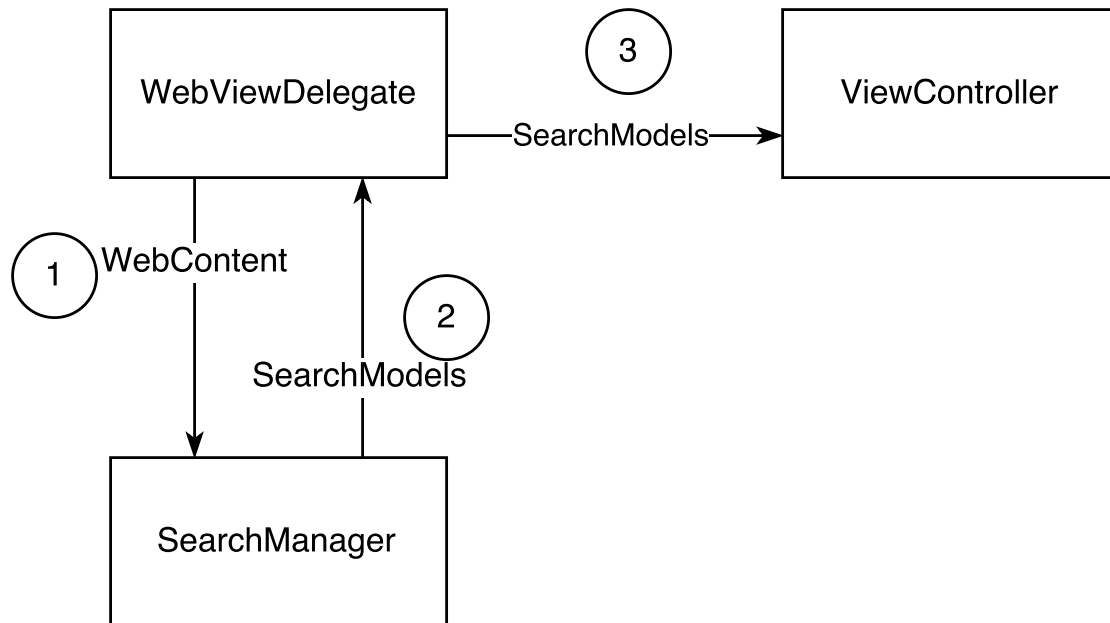 3
WebViewDelegate
ViewController
SearchModels
1
WebContent
2
SearchModels
SearchManager